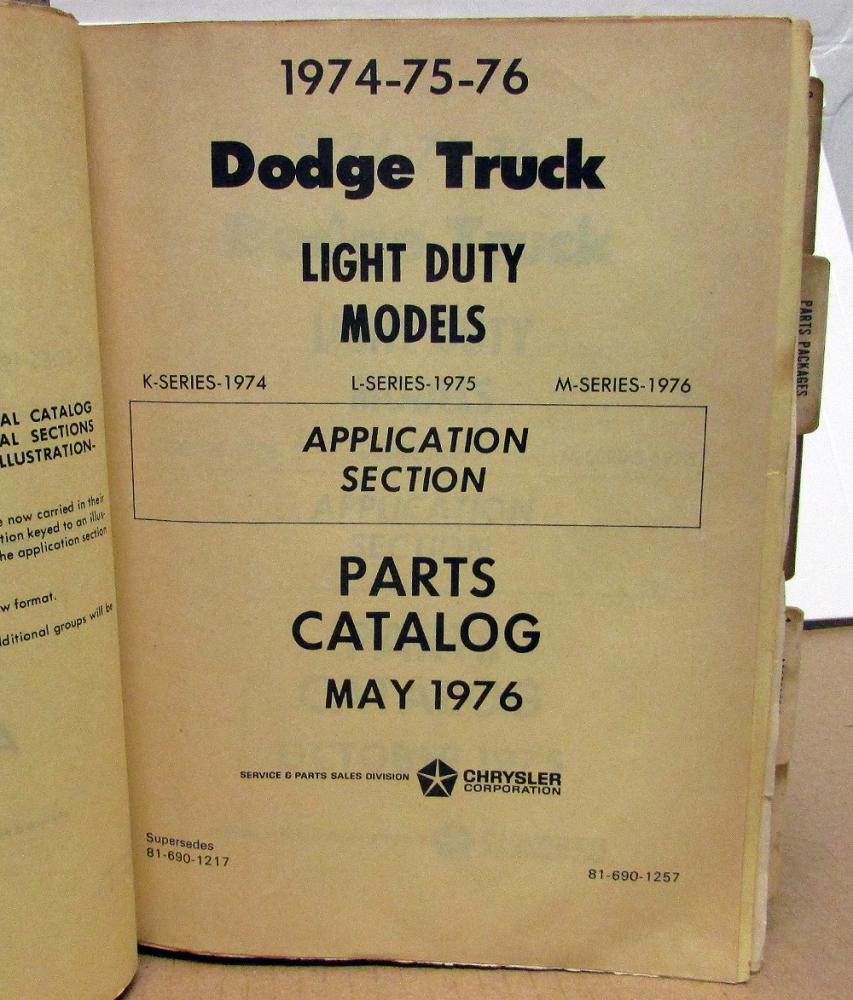 AL CATALOG
AL SECTIONS
LLUSTRATION-
e now carried in their
tion keyed to an illus-
he application section
w format.
dditional groups will be
1974-75-76
Dodge Truck
LIGHT DUTY
MODELS
K-SERIES-1974 L-SERIES-1975 M-SERIES-1976
APPLICATION
SECTION
PARTS
CATALOG
MAY 1976
SERVICE & PARTS SALES DIVISION CHRYSLER
CORPORATION
Supersedes
81-690-1217
81-690-1257
PARTS PACKAGES